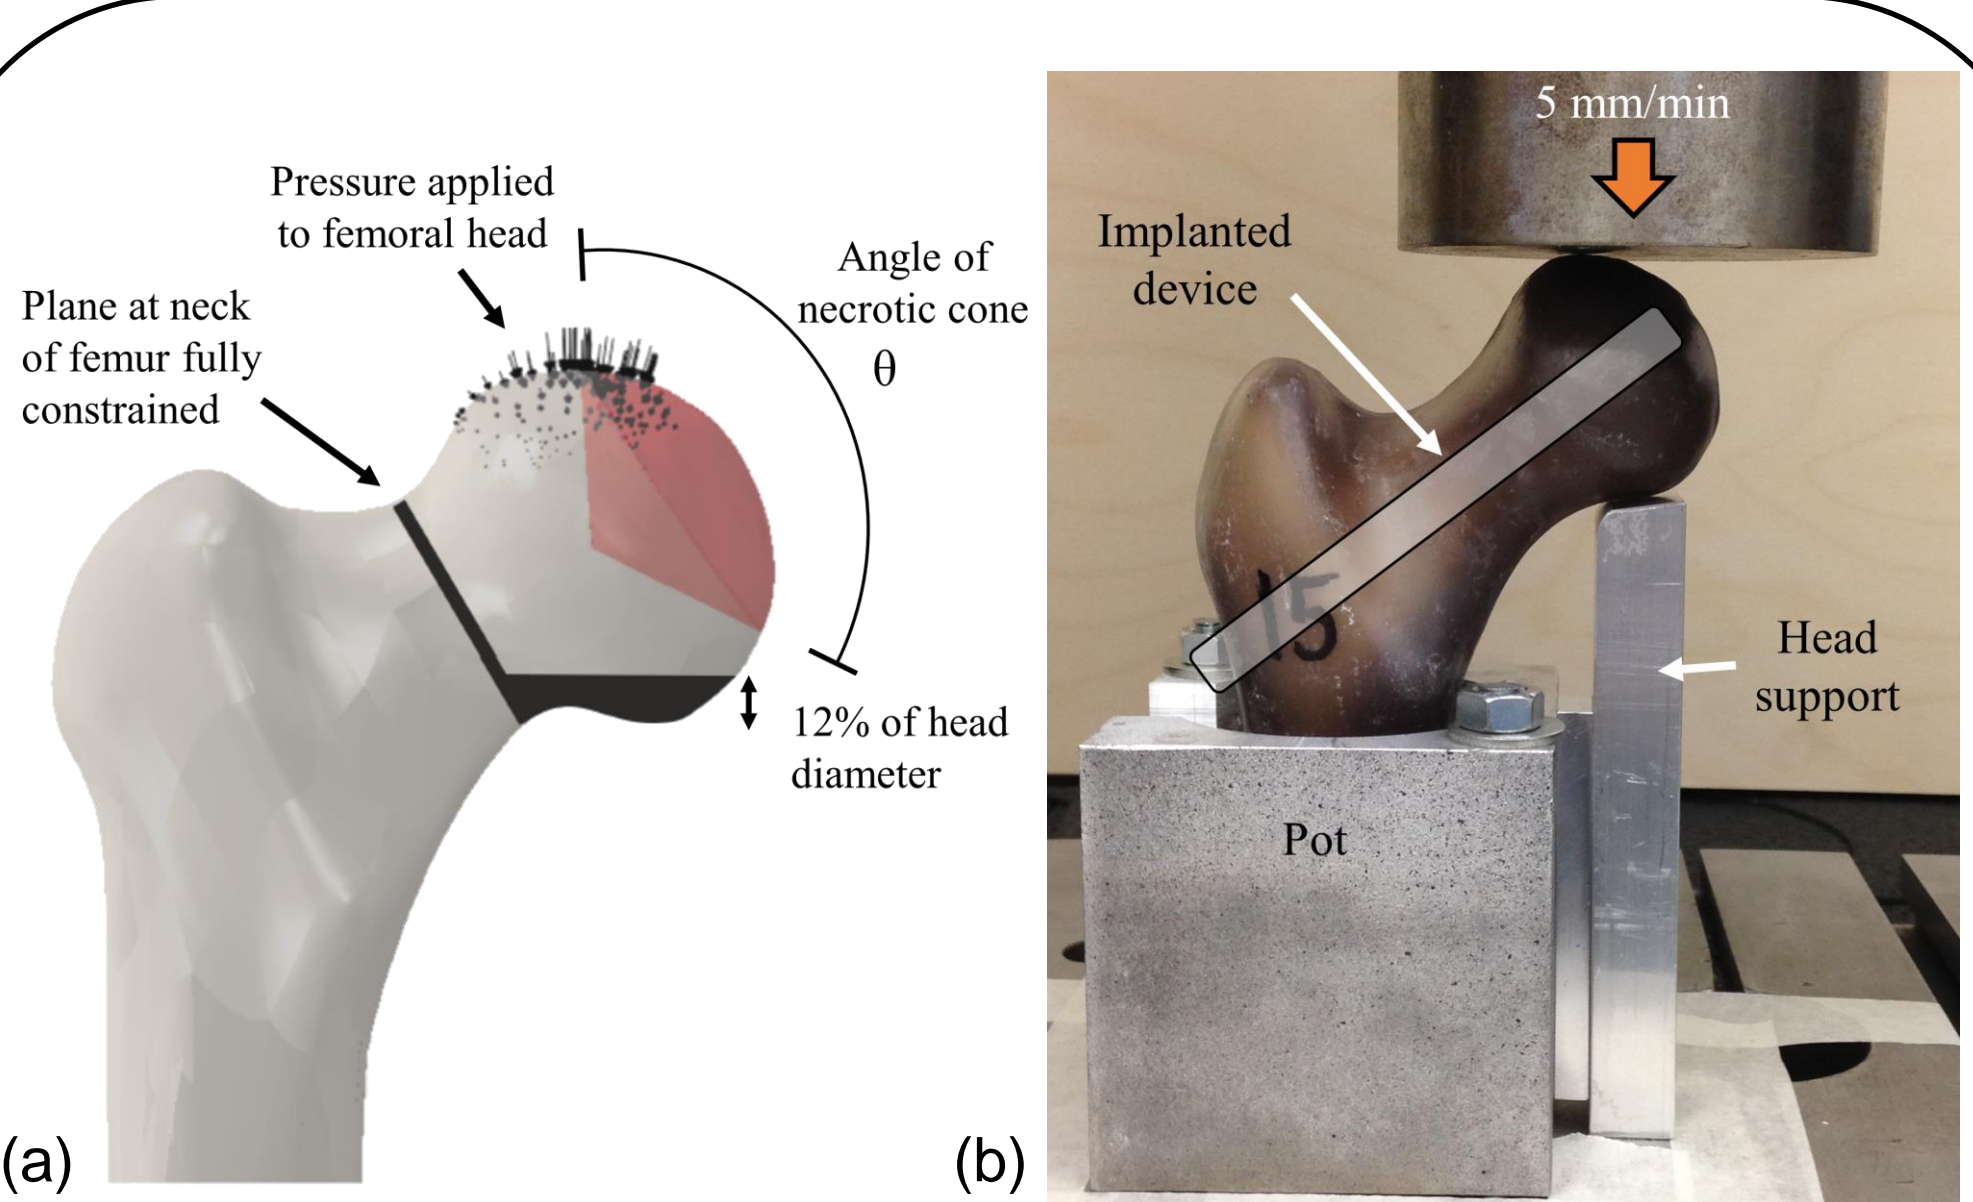 Pressure applied
to femoral head
Plane at neck
of femur fully
constrained
Angle of
necrotic cone
θ
12% of head
diameter
(a)
5 mm/min
Implanted
device
15
Head
support
Pot
(b)